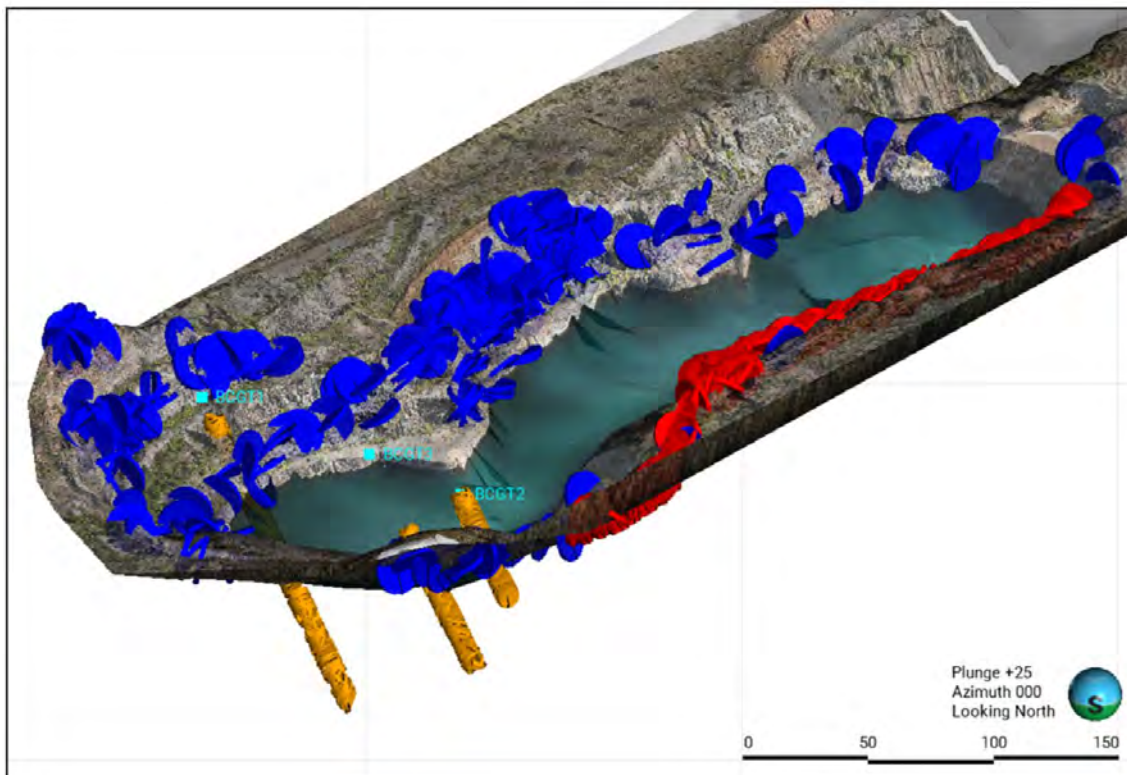 BCGT1
BCGT3
BCGT2
Plunge +25
Azimuth 000
Looking North
S
0 50 100 150